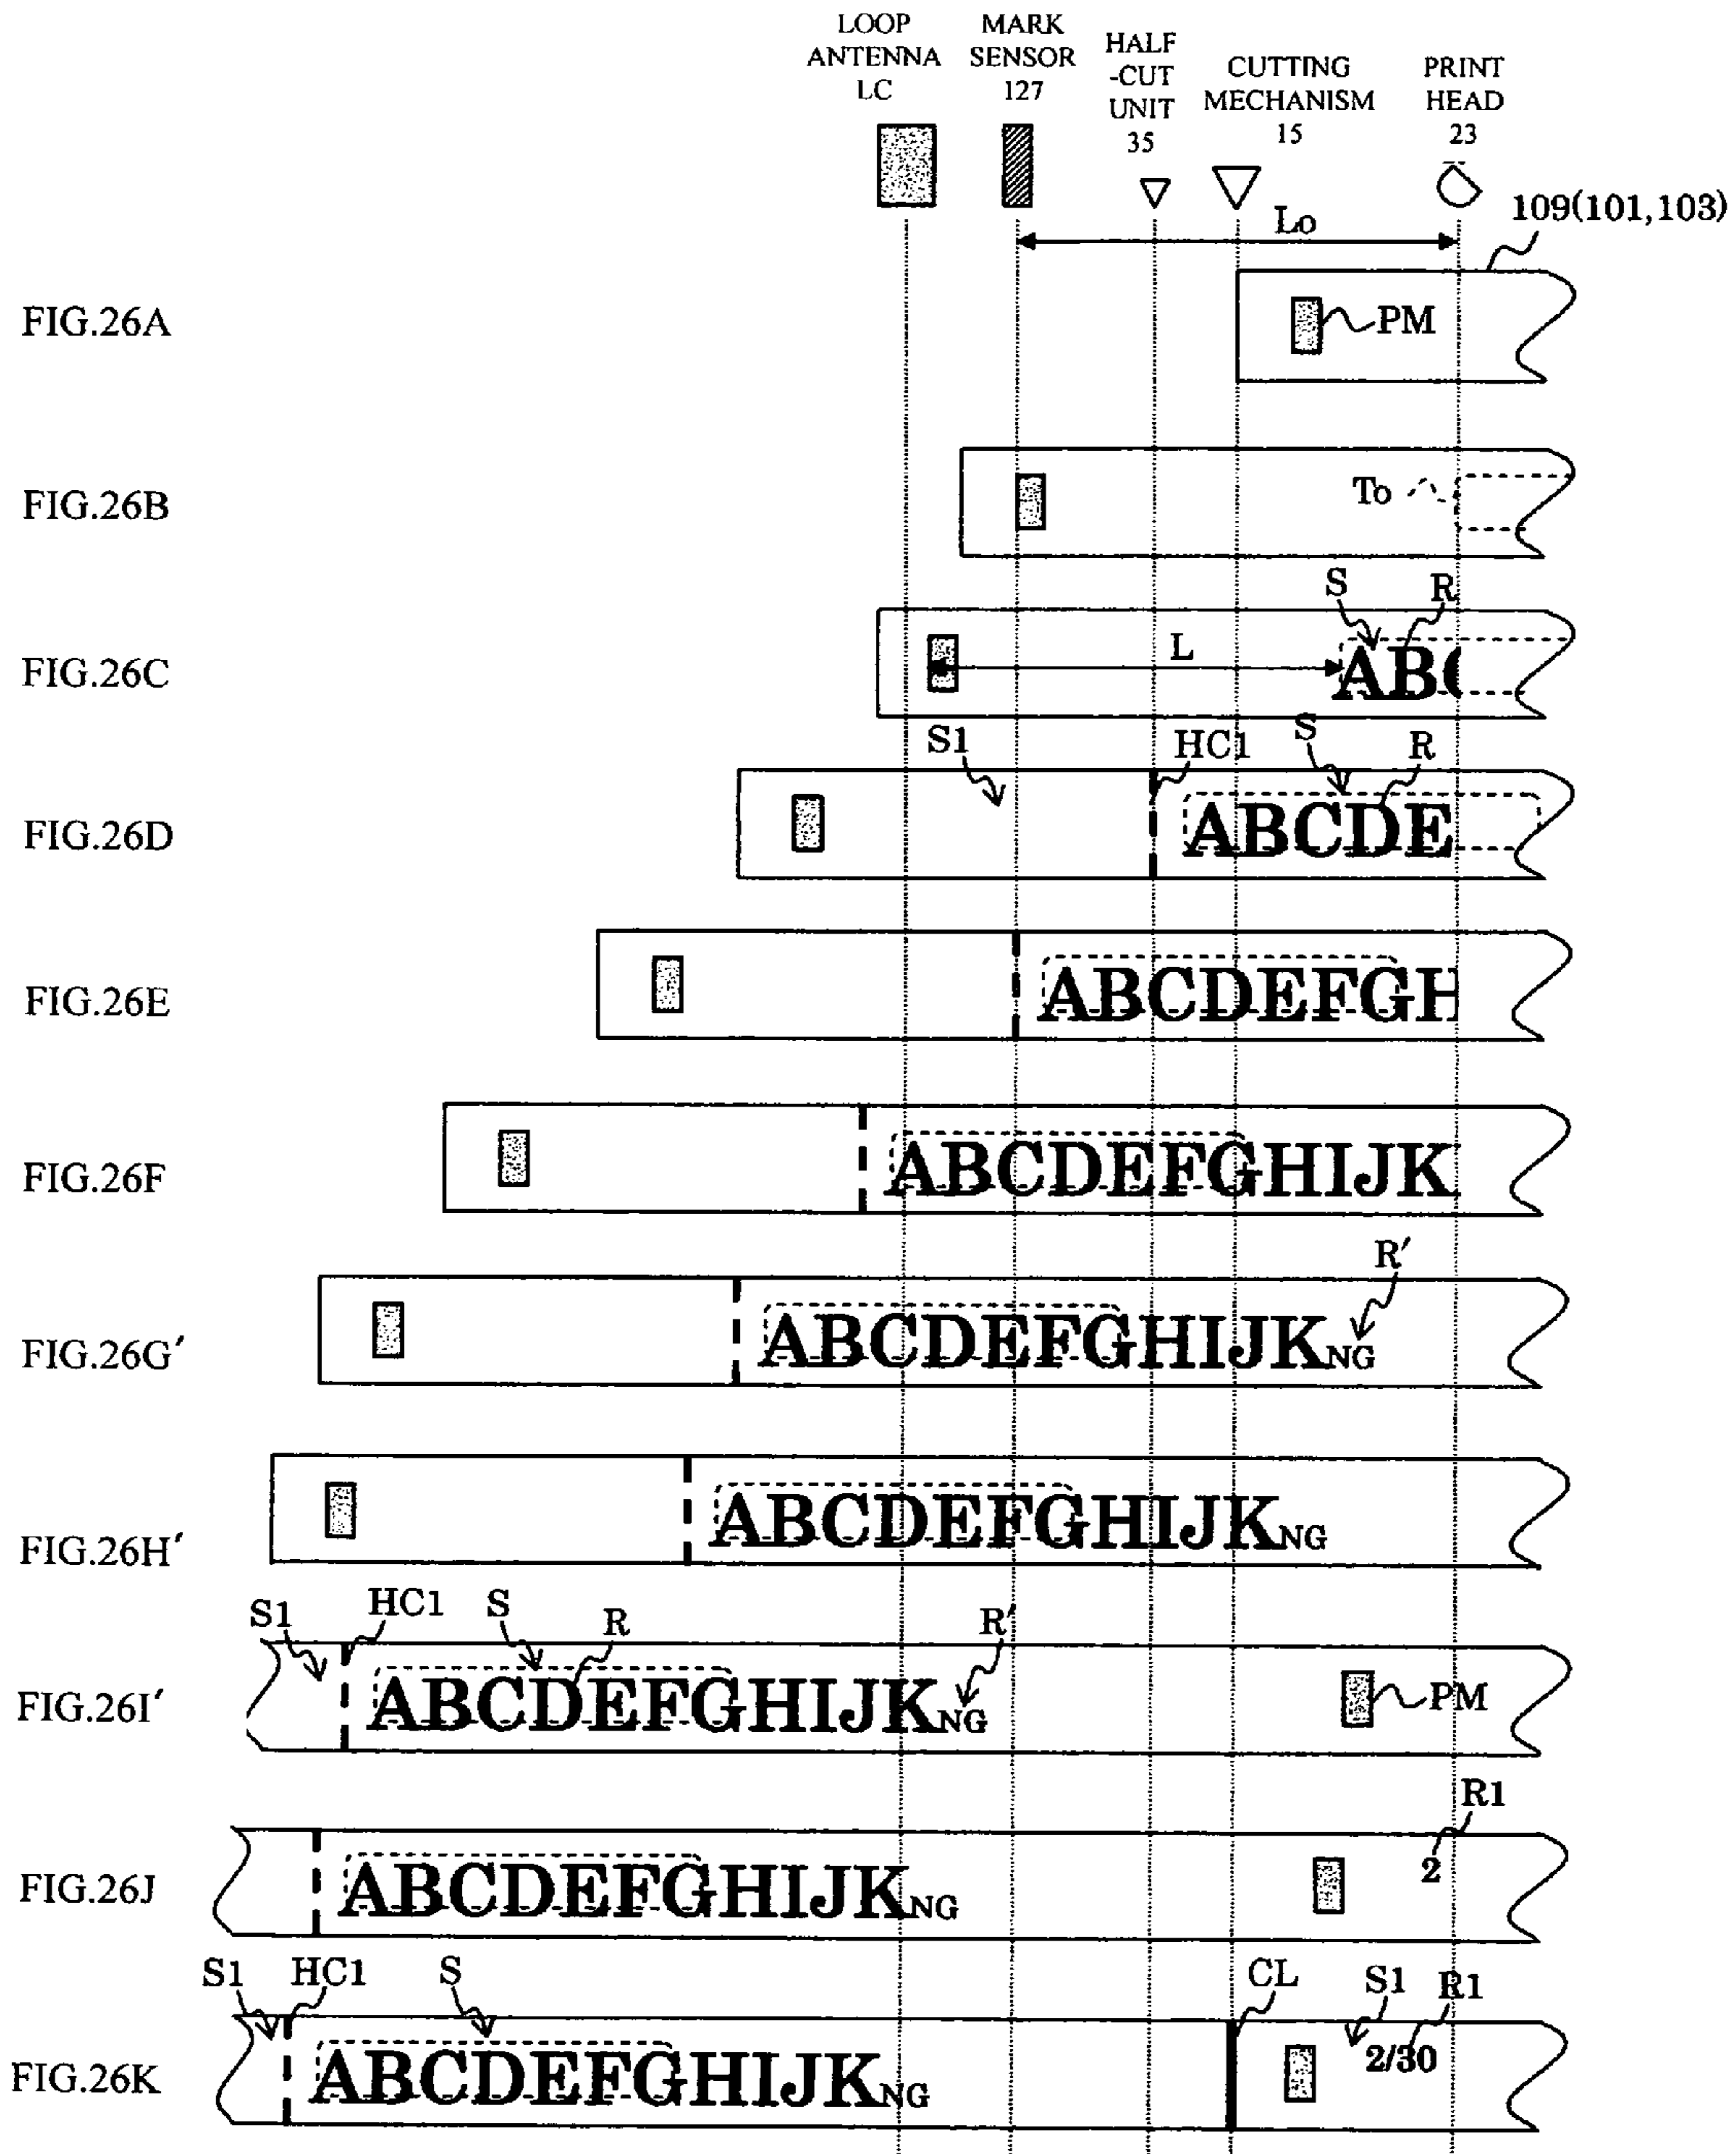 LOOP
ANTENNA
LC
MARK
SENSOR
127
HALF
-CUT
UNIT
35
CUTTING
MECHANISM
15
PRINT
HEAD
23
Lo
109(101,103)
FIG.26A
PM
FIG.26B
To
FIG.26C
S
R
L
ABC
FIG.26D
S1
HC1
S
R
ABCDE
FIG.26E
ABCDEFGH
FIG.26F
ABCDEFGHIJK
FIG.26G′
R′
ABCDEFGHIJKNG
FIG.26H′
ABCDEFGHIJKNG
FIG.26I′
S1
HC1
S
R
R′
ABCDEFGHIJKNG
PM
FIG.26J
R1
2
ABCDEFGHIJKNG
FIG.26K
S1
HC1
S
CL
S1
R1
2/30
ABCDEFGHIJKNG